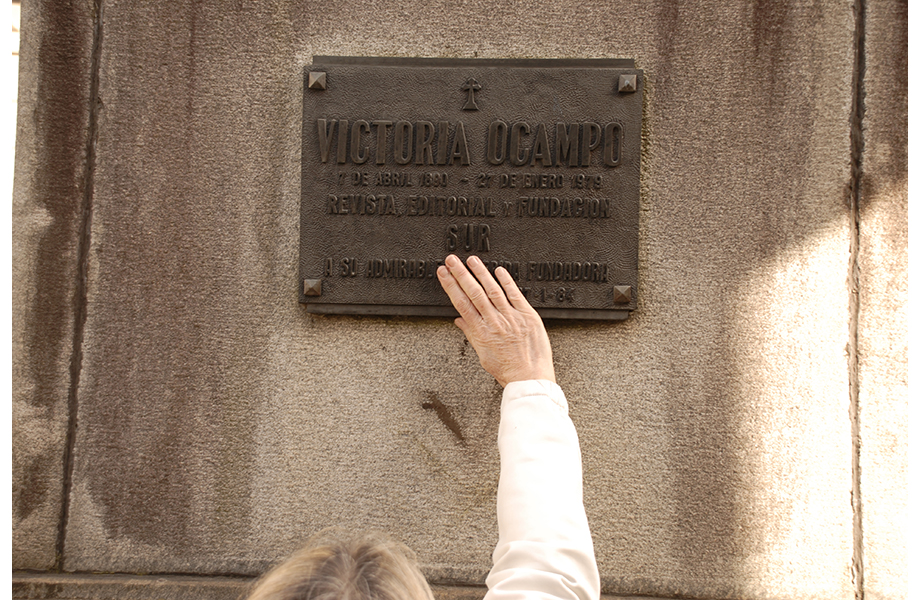 VICTORIA OCAMPO
7 DE ABRIL 1890 - 27 DE ENERO 1979
REVISTA, EDITORIAL Y FUNDACION
SUR
A SU ADMIRABLE FUNDADORA